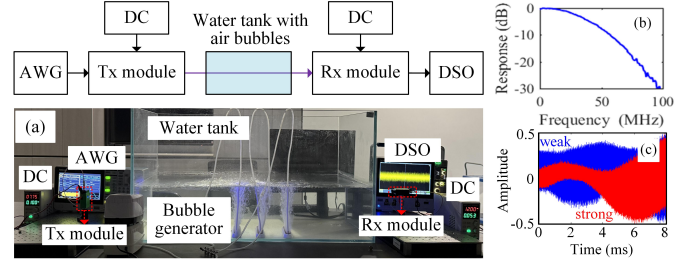 DC
Water tank with
air bubbles
DC
AWG
Tx module
Rx module
DSO
(a)
Water tank
AWG
DC
DSO
DC
Bubble
generator
Tx module
Rx module
(b)
Response (dB)
0
-10
-20
-30
0
50
100
Frequency (MHz)
(c)
weak
strong
Amplitude
0.5
0
-0.5
0
2
4
6
8
Time (ms)